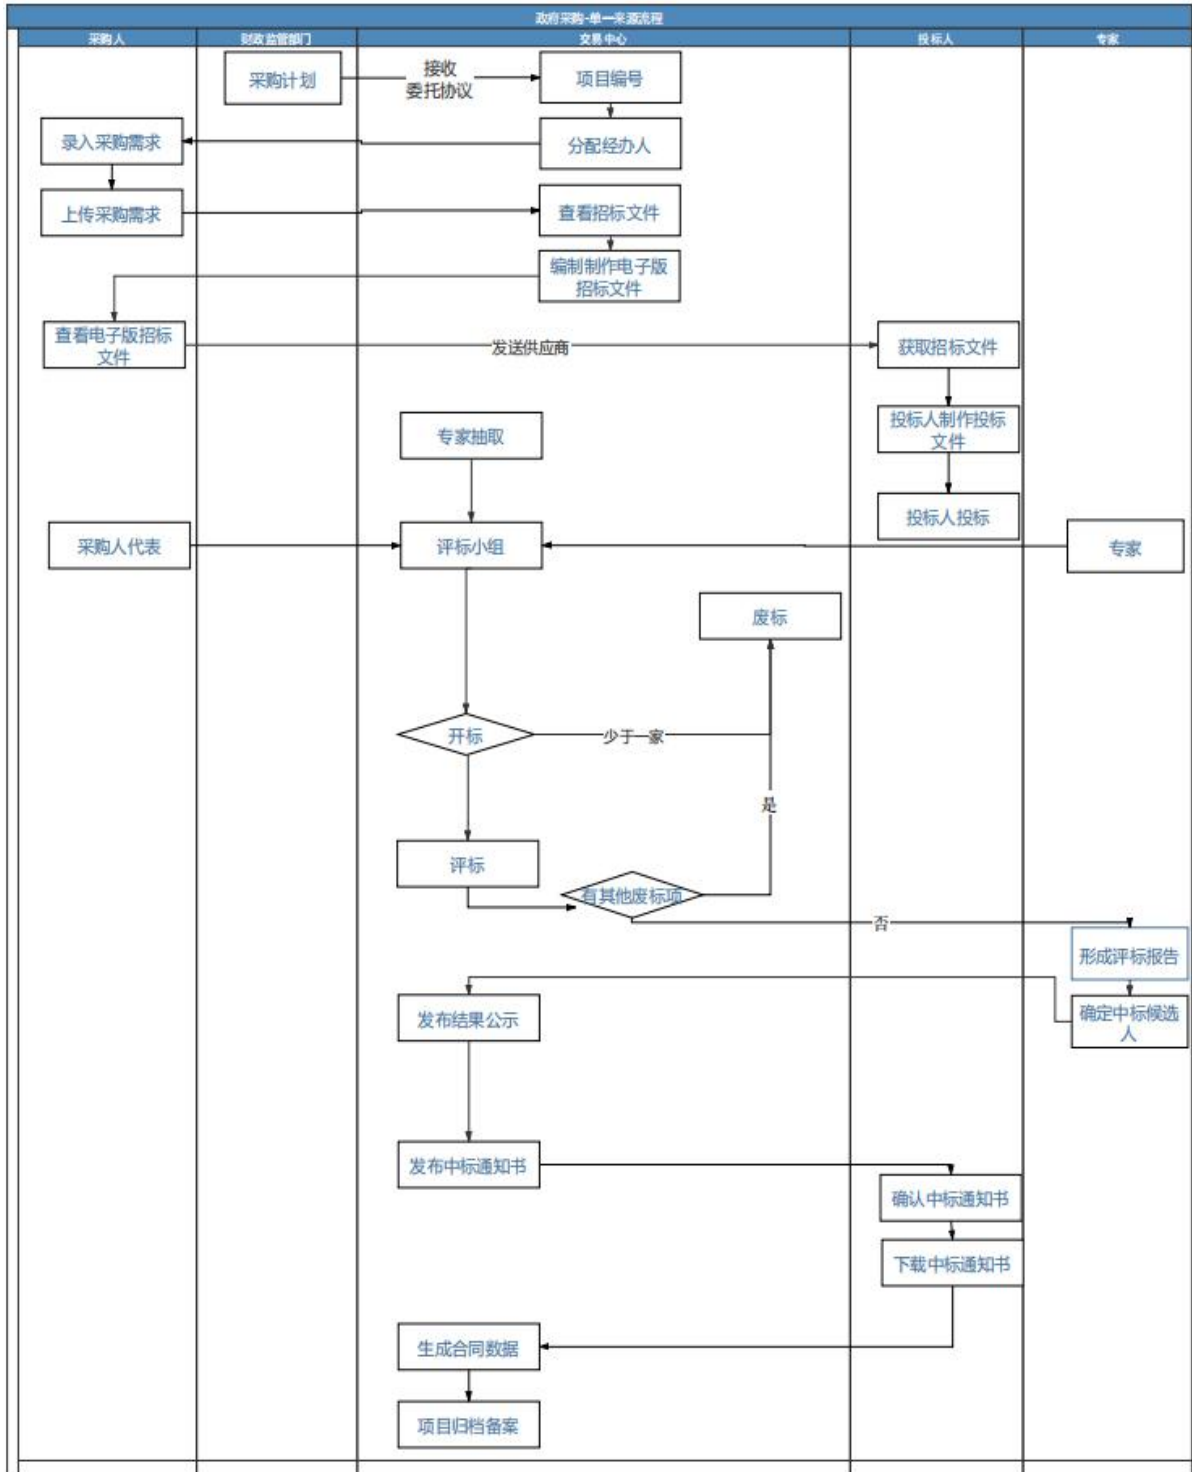 政府采购-单一来源流程
采购人
财政监管部门
交易中心
投标人
专家
采购计划
接收
委托协议
项目编号
录入采购需求
分配经办人
上传采购需求
查看招标文件
编制制作电子版
招标文件
查看电子版招标
文件
发送供应商
获取招标文件
专家抽取
投标人制作投标
文件
采购人代表
评标小组
投标人投标
专家
废标
开标
少于一家
是
评标
有其他废标项
否
形成评标报告
发布结果公示
确定中标候选
人
发布中标通知书
确认中标通知书
下载中标通知书
生成合同数据
项目归档备案